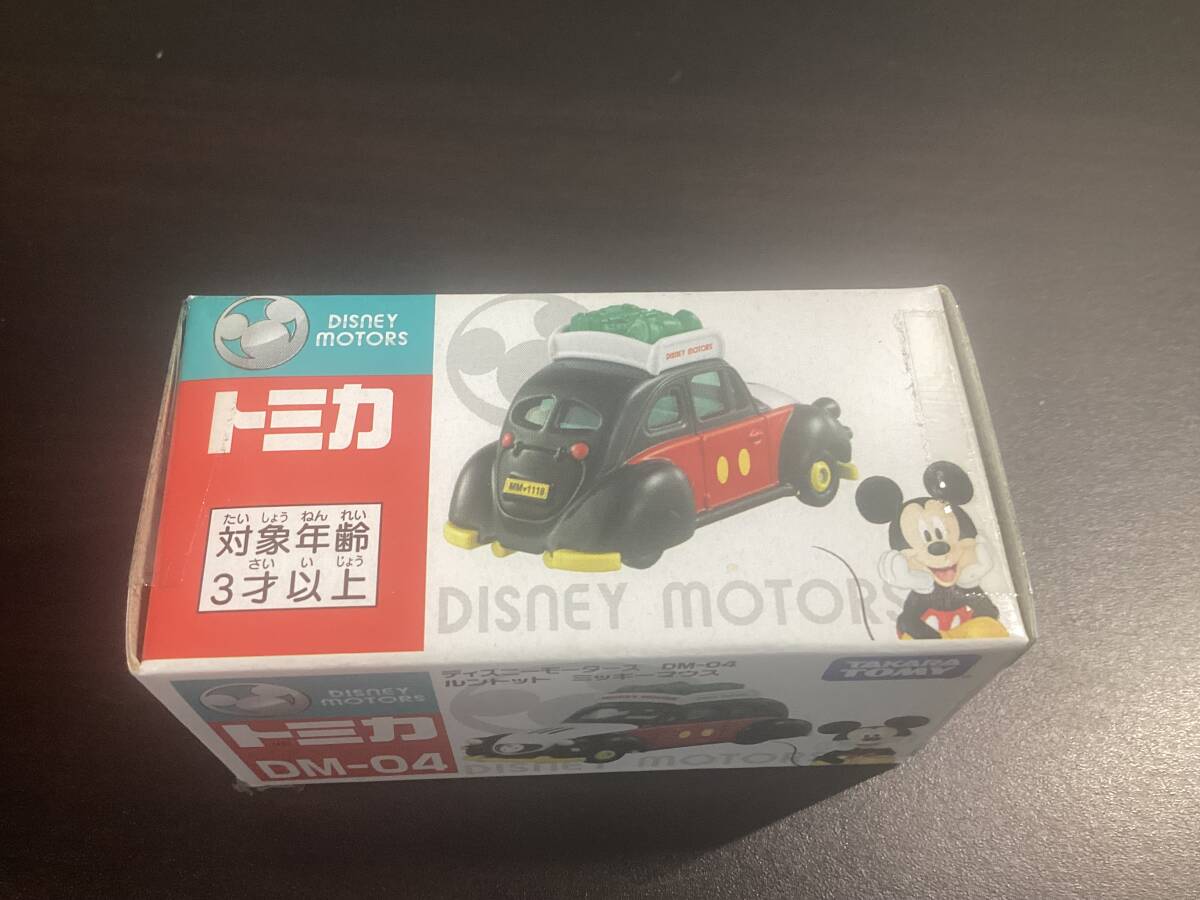 DISNEY
MOTORS
トミカ
たい しょう ねん れい
対象年齢
さい い じょう
3才以上
DISNEY MOTORS
MM♥1118
DISNEY MOTORS
ディズニーモータース DM-04
ルントット ミッキーマウス
TAKARA
TOMY
DISNEY
MOTORS
トミカ
DM-04
DISNEY MOTORS